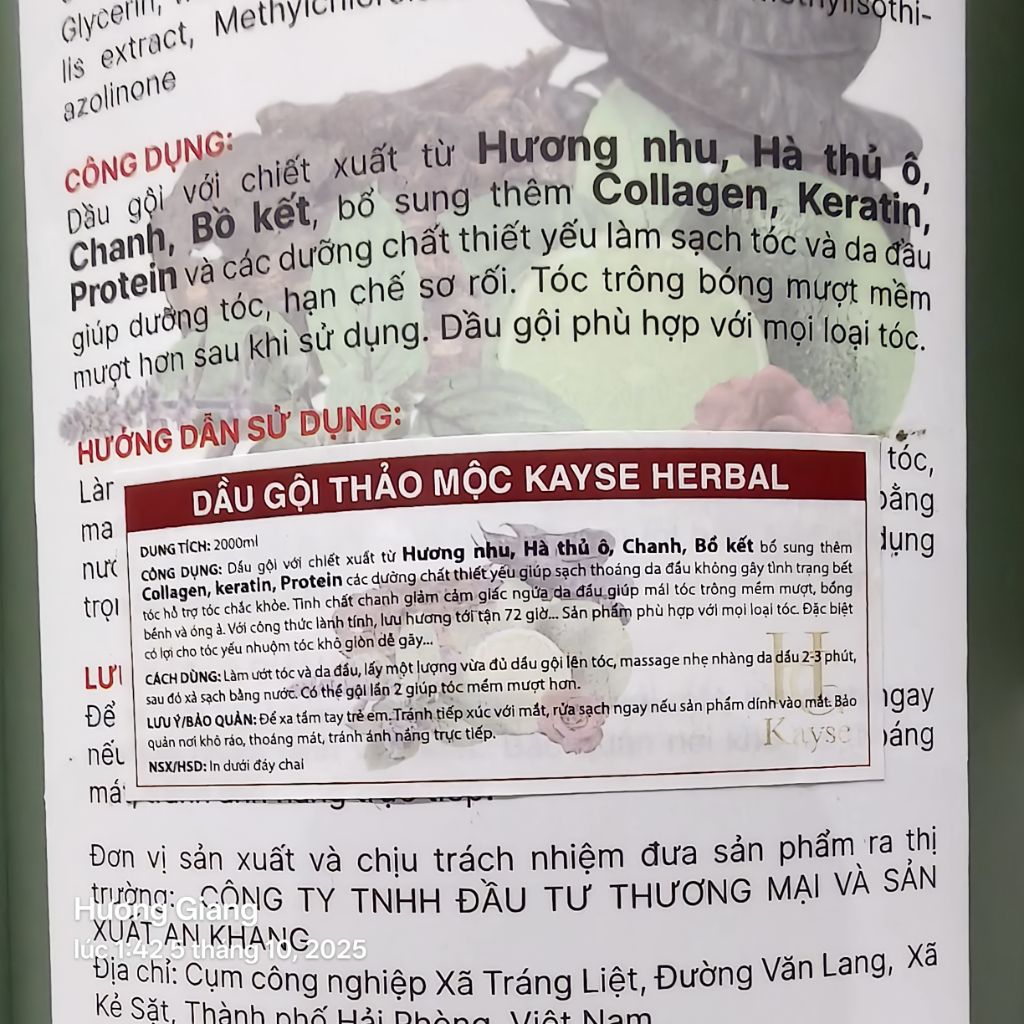 Glycerin,
lis extract,
azolinone
CÔNG DỤNG:
Dầu gội với chiết xuất từ Hương nhu, Hà thủ ô,
Chanh, Bồ kết, bổ sung thêm Collagen, Keratin,
Protein và các dưỡng chất thiết yếu làm sạch tóc và da đầu
giúp dưỡng tóc, hạn chế sơ rối. Tóc trông bóng mượt mềm
mượt hơn sau khi sử dụng. Dầu gội phù hợp với mọi loại tóc.
HƯỚNG DẪN SỬ DỤNG:
tóc,
DẦU GỘI THẢO MỘC KAYSE HERBAL
DUNG TÍCH: 2000ml
CÔNG DỤNG: Dầu gội với chiết xuất từ Hương nhu, Hà thủ ô, Chanh, Bồ kết bổ sung thêm
Collagen, keratin, Protein các dưỡng chất thiết yếu giúp sạch thoáng da đầu không gây tình trạng bết
tóc hỗ trợ tóc chắc khỏe. Tinh chất chanh giảm cảm giác ngứa da đầu giúp mái tóc trông mềm mượt, bồng
bềnh và óng ả. Với công thức lành tính, lưu hương tới tận 72 giờ... Sản phẩm phù hợp với mọi loại tóc. Đặc biệt
có lợi cho tóc yếu nhuộm tóc khô giòn dễ gãy...
CÁCH DÙNG: Làm ướt tóc và da đầu, lấy một lượng vừa đủ dầu gội lên tóc, massage nhẹ nhàng da đầu 2-3 phút,
sau đó xả sạch bằng nước. Có thể gội lần 2 giúp tóc mềm mượt hơn.
LƯU Ý/BẢO QUẢN: Để xa tầm tay trẻ em. Tránh tiếp xúc với mắt, rửa sạch ngay nếu sản phẩm dính vào mắt. Bảo
quản nơi khô ráo, thoáng mát, tránh ánh nắng trực tiếp.
NSX/HSD: In dưới đáy chai
Kayse
Để
ngay
Đơn vị sản xuất và chịu trách nhiệm đưa sản phẩm ra thị
trường: CÔNG TY TNHH ĐẦU TƯ THƯƠNG MẠI VÀ SẢN
XUẤT AN KHANG
Địa chỉ: Cụm công nghiệp Xã Tráng Liệt, Đường Văn Lang, Xã
Kẻ Sặt, Thành phố Hải Phòng, Việt Nam
Hương Giang
lúc 1:42, 5 tháng 10, 2025